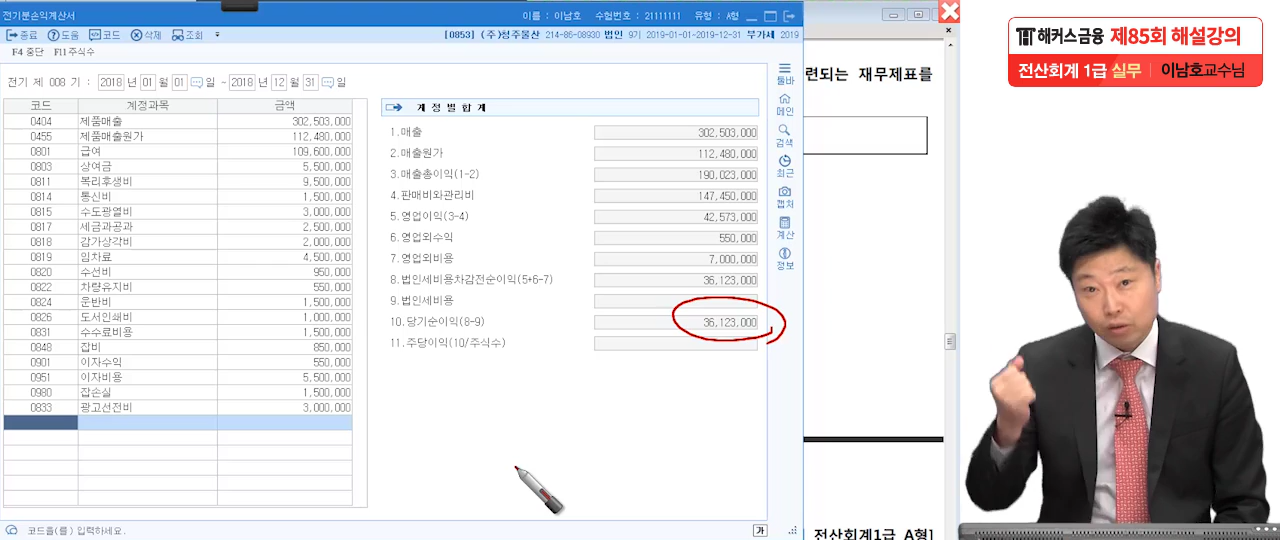 전기분손익계산서
이름 : 이남호 수험번호 : 21111111 유형 : A형
종료 도움 코드 삭제 조회
[0853] (주)청주물산 214-86-08930 법인 9기 2019-01-01~2019-12-31 부가세 2019
F4 중단 F11주식수
전기 제 008 기 : 2018 년 01 월 01 일 ~ 2018 년 12 월 31 일
코드 계정과목 금액
0404 제품매출 302,503,000
0455 제품매출원가 112,480,000
0801 급여 109,600,000
0803 상여금 5,500,000
0811 복리후생비 9,500,000
0814 통신비 1,500,000
0815 수도광열비 3,000,000
0817 세금과공과 2,500,000
0818 감가상각비 2,000,000
0819 임차료 4,500,000
0820 수선비 950,000
0822 차량유지비 550,000
0824 운반비 1,500,000
0826 도서인쇄비 1,000,000
0831 수수료비용 1,500,000
0848 잡비 850,000
0901 이자수익 550,000
0951 이자비용 5,500,000
0980 잡손실 1,500,000
0833 광고선전비 3,000,000
계 정 별 합 계
1.매출 302,503,000
2.매출원가 112,480,000
3.매출총이익(1-2) 190,023,000
4.판매비와관리비 147,450,000
5.영업이익(3-4) 42,573,000
6.영업외수익 550,000
7.영업외비용 7,000,000
8.법인세비용차감전순이익(5+6-7) 36,123,000
9.법인세비용
10.당기순이익(8-9) 36,123,000
11.주당이익(10/주식수)
툴바
메인
검색
최근
캡처
계산
정보
코드을(를) 입력하세요.
가
련되는 재무제표를
전산회계1급 A형]
해커스금융 제85회 해설강의
전산회계 1급 실무 | 이남호교수님